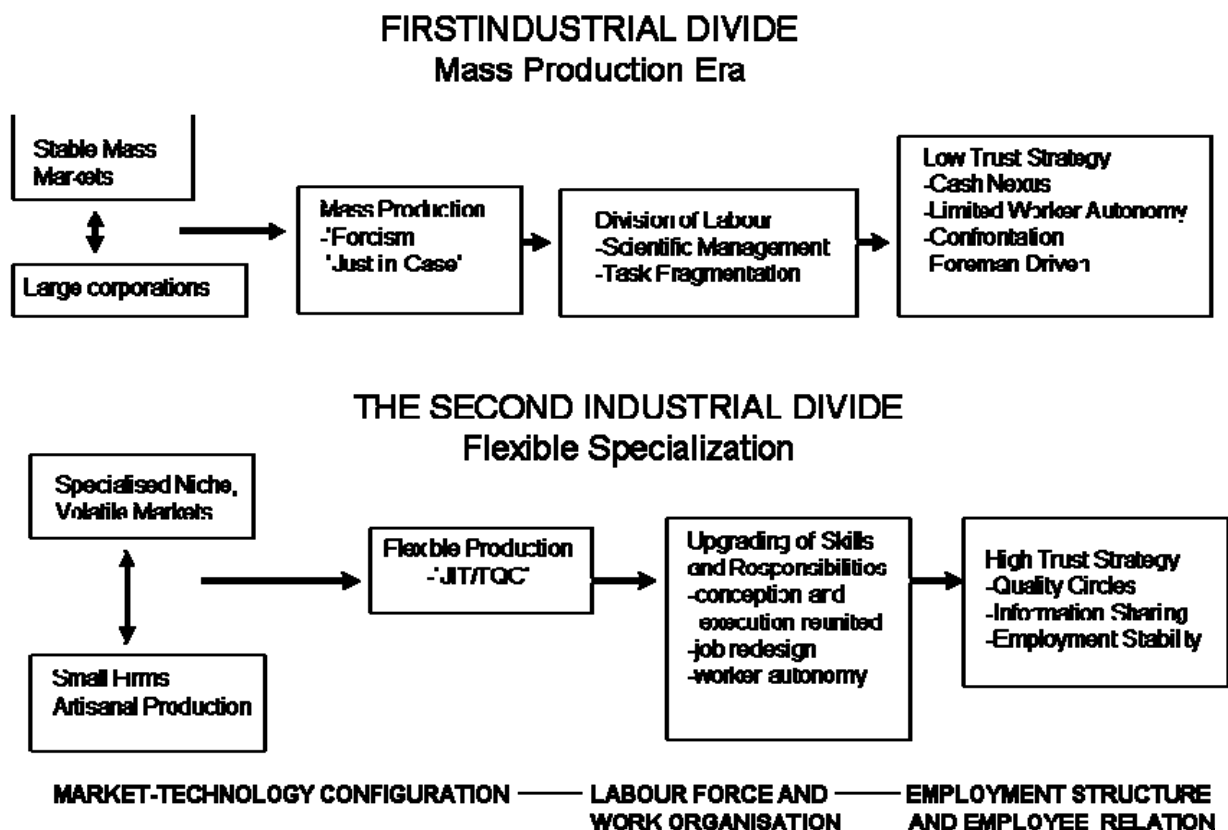 FIRSTINDUSTRIAL DIVIDE
Mass Production Era
Stable Mass
Markets
Large corporations
Mass Production
-'Forcism
'Just in Case'
Division of Labour
-Scientific Management
-Task Fragmentation
Low Trust Strategy
-Cash Nexus
-Limited Worker Autonomy
-Confrontation
Foreman Driven
THE SECOND INDUSTRIAL DIVIDE
Flexible Specialization
Specialised Niche,
Volatile Markets
Small Firms
Artisanal Production
Flexible Production
-'JIT/TQC'
Upgrading of Skills
and Responsibilities
-conception and
execution reunited
-job redesign
-worker autonomy
High Trust Strategy
-Quality Circles
-Information Sharing
-Employment Stability
MARKET-TECHNOLOGY CONFIGURATION
LABOUR FORCE AND
WORK ORGANISATION
EMPLOYMENT STRUCTURE
AND EMPLOYEE RELATION